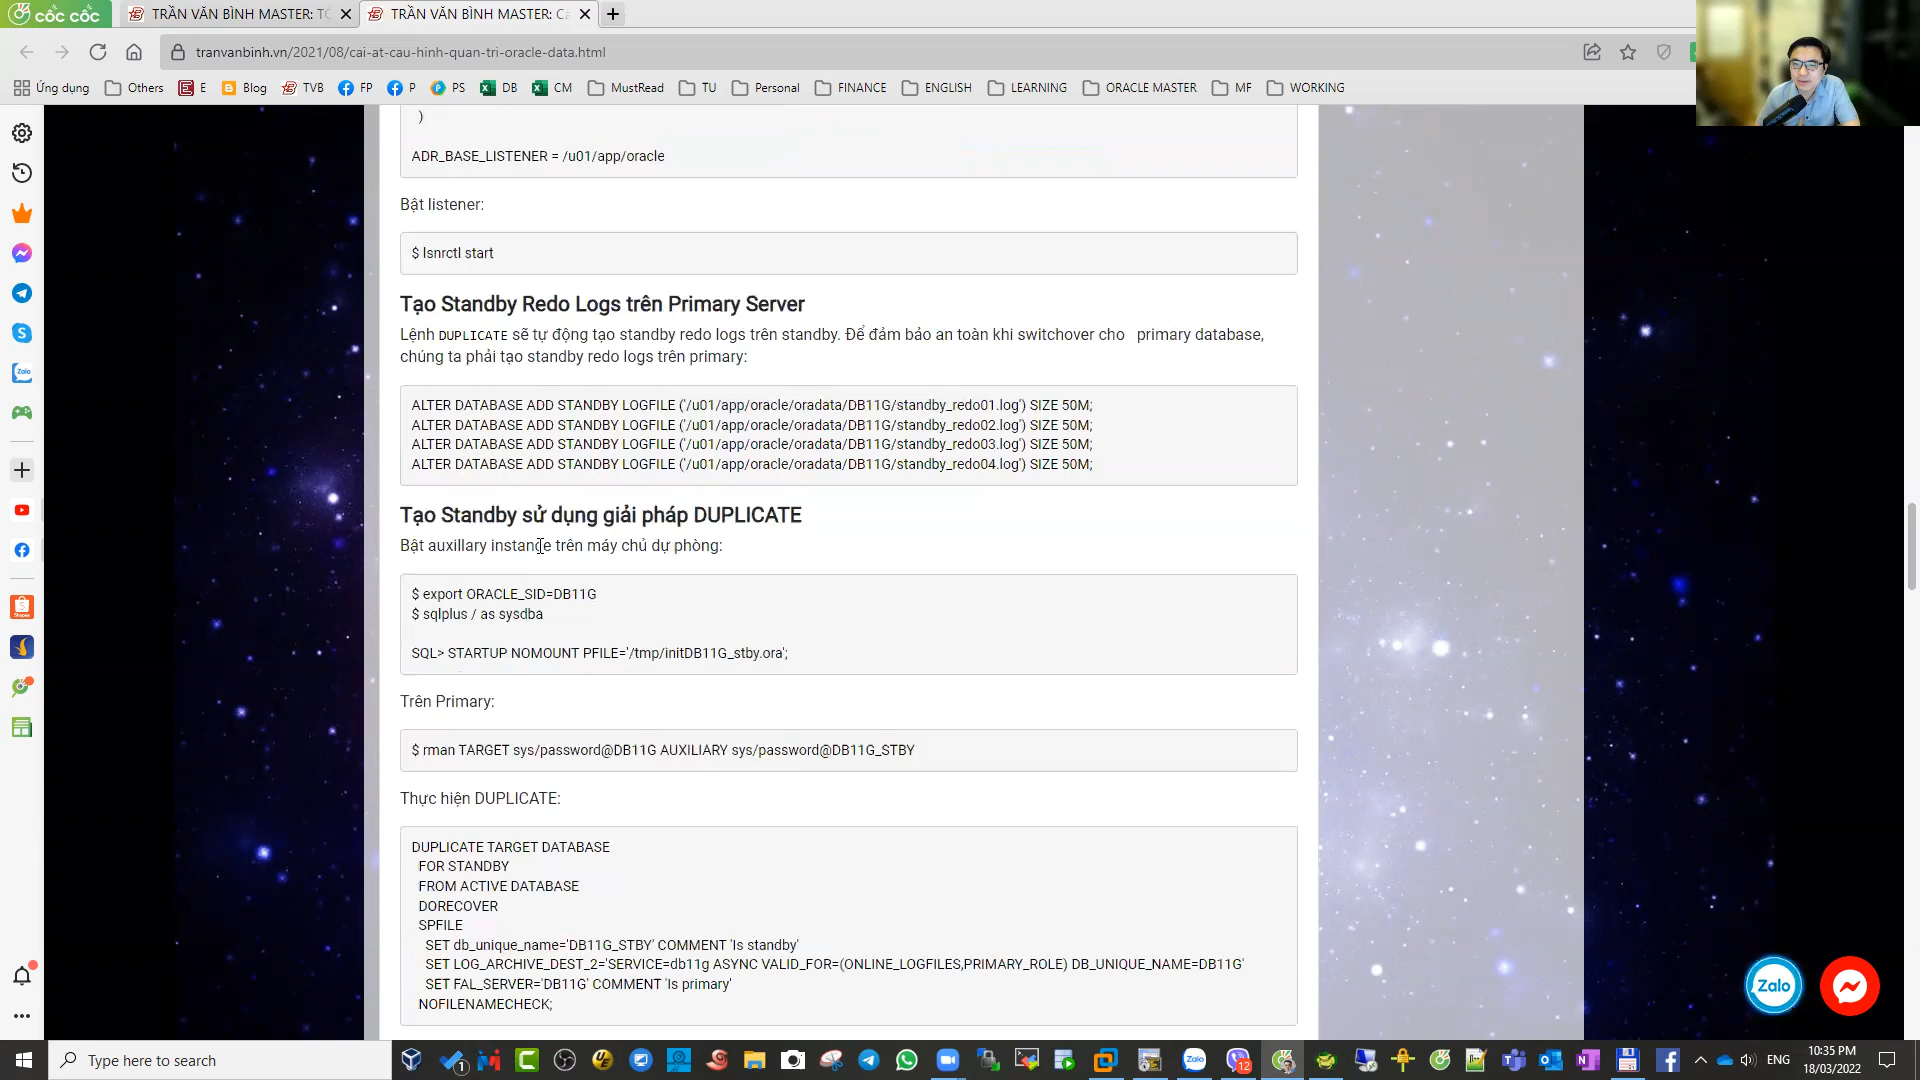 cốc cốc
TRẦN VĂN BÌNH MASTER: TỔ
TRẦN VĂN BÌNH MASTER: Cà
tranvanbinh.vn/2021/08/cai-at-cau-hinh-quan-tri-oracle-data.html
Ứng dụng Others E Blog TVB FP P PS DB CM MustRead TU Personal FINANCE ENGLISH LEARNING ORACLE MASTER MF WORKING
)
ADR_BASE_LISTENER = /u01/app/oracle
Bật listener:
$ lsnrctl start
Tạo Standby Redo Logs trên Primary Server
Lệnh DUPLICATE sẽ tự động tạo standby redo logs trên standby. Để đảm bảo an toàn khi switchover cho primary database,
chúng ta phải tạo standby redo logs trên primary:
ALTER DATABASE ADD STANDBY LOGFILE ('/u01/app/oracle/oradata/DB11G/standby_redo01.log') SIZE 50M;
ALTER DATABASE ADD STANDBY LOGFILE ('/u01/app/oracle/oradata/DB11G/standby_redo02.log') SIZE 50M;
ALTER DATABASE ADD STANDBY LOGFILE ('/u01/app/oracle/oradata/DB11G/standby_redo03.log') SIZE 50M;
ALTER DATABASE ADD STANDBY LOGFILE ('/u01/app/oracle/oradata/DB11G/standby_redo04.log') SIZE 50M;
Tạo Standby sử dụng giải pháp DUPLICATE
Bật auxillary instance trên máy chủ dự phòng:
$ export ORACLE_SID=DB11G
$ sqlplus / as sysdba
SQL> STARTUP NOMOUNT PFILE='/tmp/initDB11G_stby.ora';
Trên Primary:
$ rman TARGET sys/password@DB11G AUXILIARY sys/password@DB11G_STBY
Thực hiện DUPLICATE:
DUPLICATE TARGET DATABASE
FOR STANDBY
FROM ACTIVE DATABASE
DORECOVER
SPFILE
SET db_unique_name='DB11G_STBY' COMMENT 'Is standby'
SET LOG_ARCHIVE_DEST_2='SERVICE=db11g ASYNC VALID_FOR=(ONLINE_LOGFILES,PRIMARY_ROLE) DB_UNIQUE_NAME=DB11G'
SET FAL_SERVER='DB11G' COMMENT 'Is primary'
NOFILENAMECHECK;
Zalo
Type here to search
ENG
10:35 PM
18/03/2022